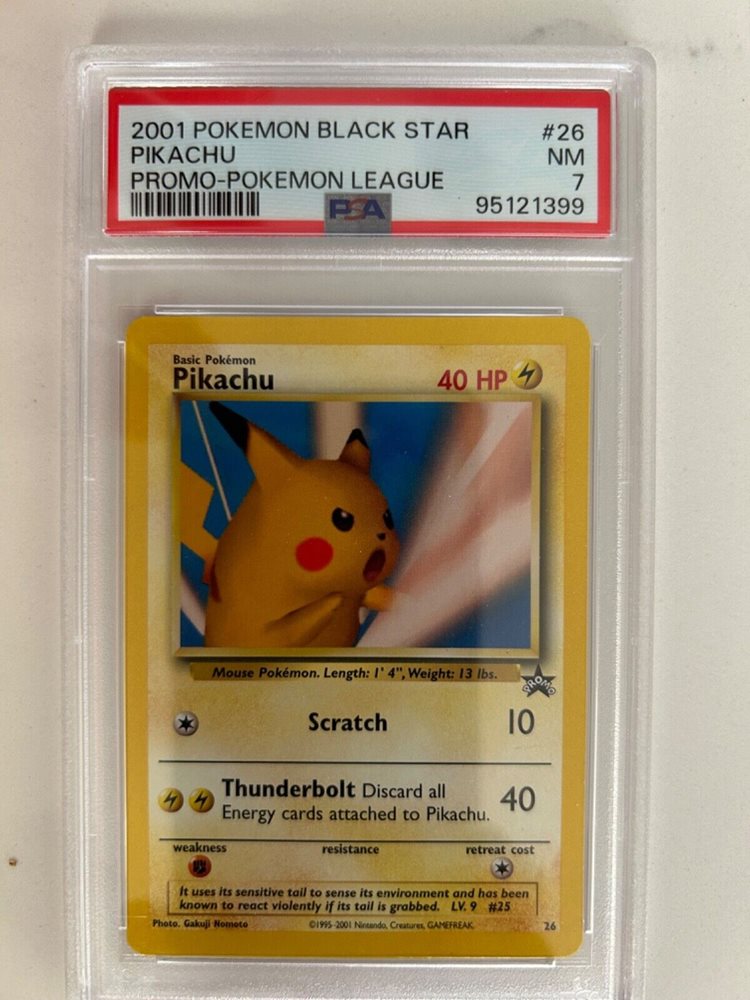 2001 POKEMON BLACK STAR #26
PIKACHU NM
PROMO-POKEMON LEAGUE 7
PSA 95121399
Basic Pokémon
Pikachu 40 HP
Mouse Pokémon. Length: 1' 4", Weight: 13 lbs.
PROMO
Scratch 10
Thunderbolt Discard all
Energy cards attached to Pikachu. 40
weakness resistance retreat cost
It uses its sensitive tail to sense its environment and has been
known to react violently if its tail is grabbed. LV. 9 #25
Photo. Gakuji Nomoto ©1995-2001 Nintendo, Creatures, GAMEFREAK. 26